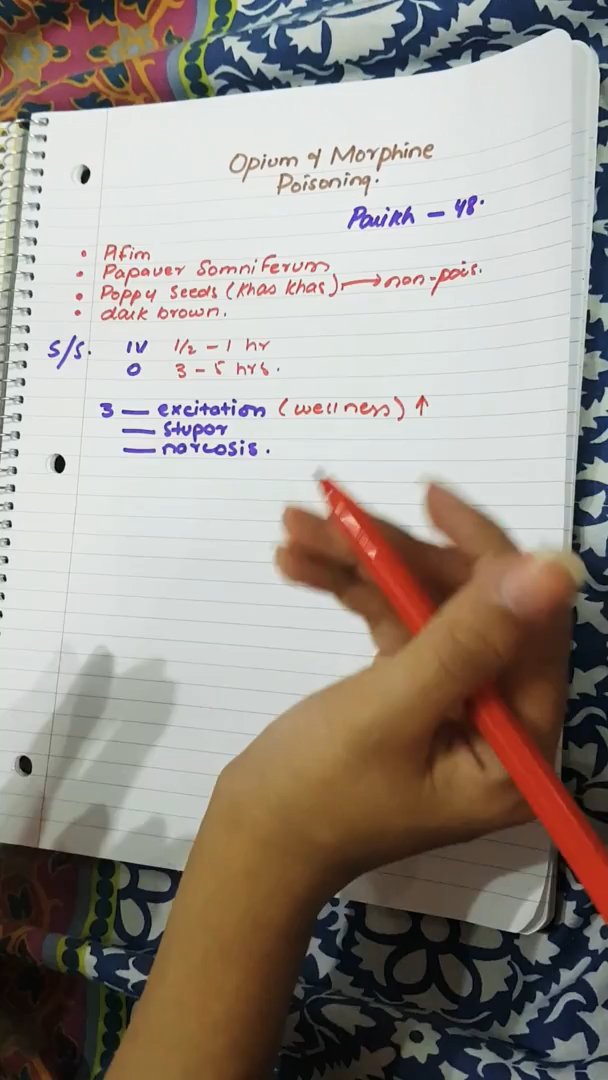 Opium & Morphine
Poisoning.
Parikh - 48.
• Afim
• Papaver Somniferum
• Poppy seeds (Khas Khas) → non-pois.
• dark brown.
S/S. IV 1/2 - 1 hr
O 3 - 5 hrs.
3 — excitation (wellness) ↑
— stupor
— narcosis.